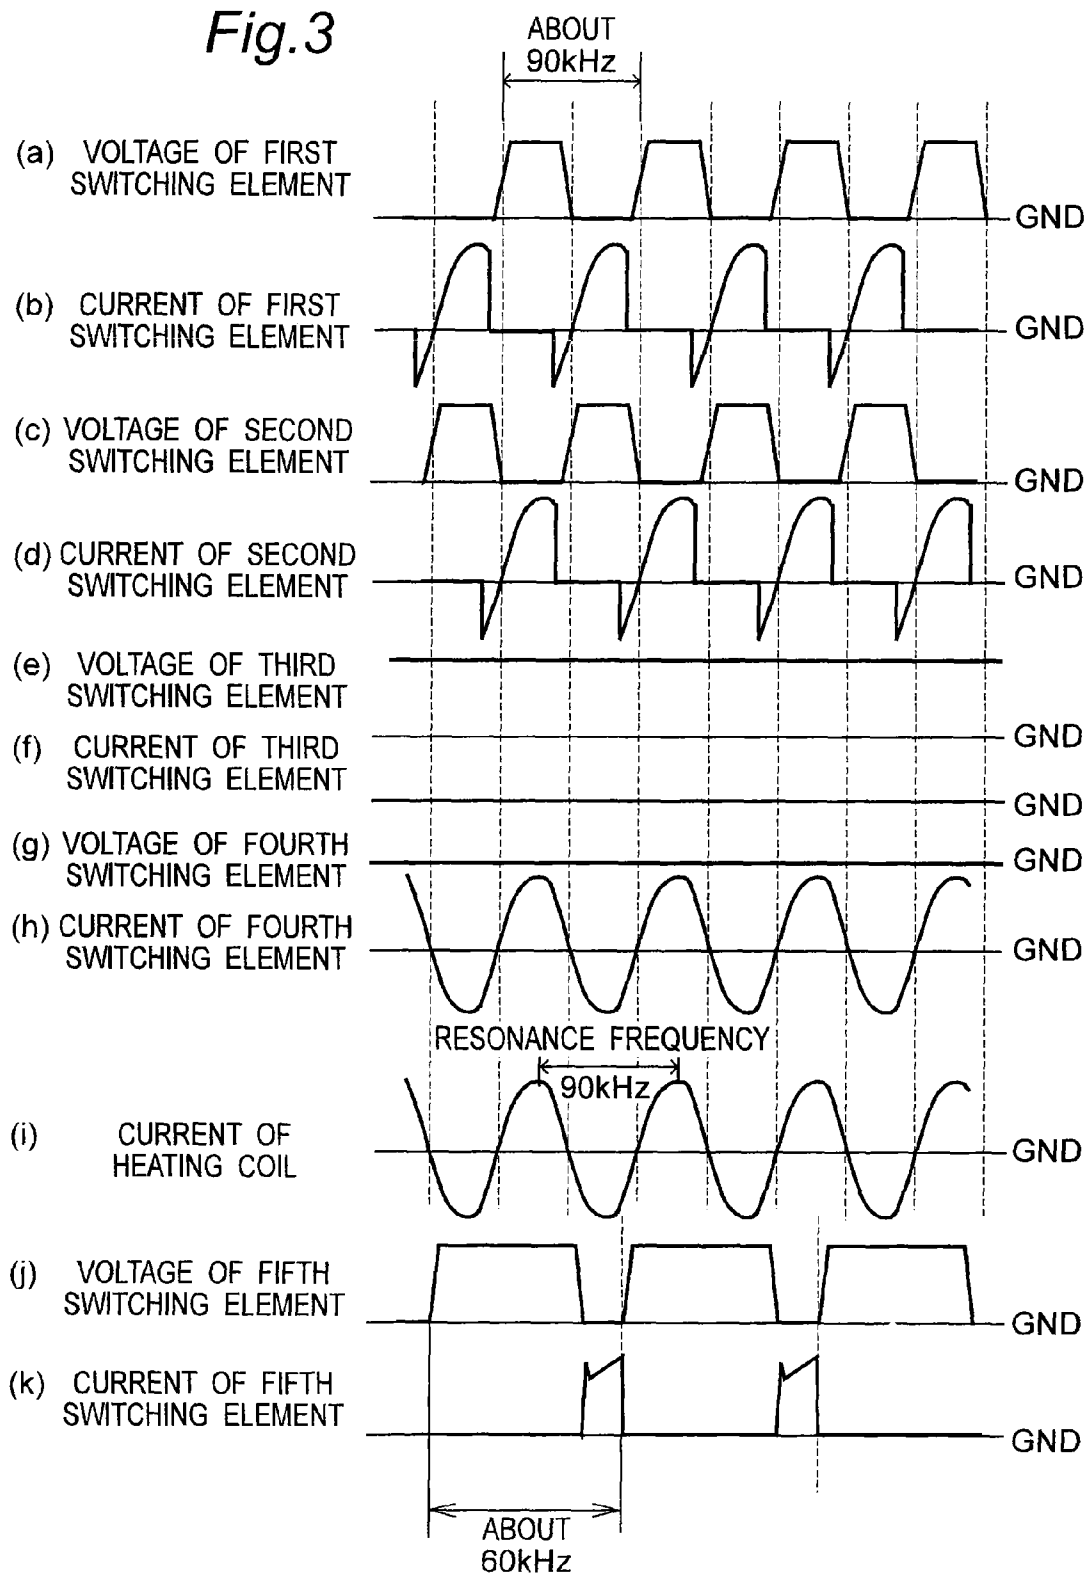 Fig.3
ABOUT
90kHz
(a) VOLTAGE OF FIRST
SWITCHING ELEMENT
GND
(b) CURRENT OF FIRST
SWITCHING ELEMENT
GND
(c) VOLTAGE OF SECOND
SWITCHING ELEMENT
GND
(d) CURRENT OF SECOND
SWITCHING ELEMENT
GND
(e) VOLTAGE OF THIRD
SWITCHING ELEMENT
GND
(f) CURRENT OF THIRD
SWITCHING ELEMENT
GND
(g) VOLTAGE OF FOURTH
SWITCHING ELEMENT
GND
(h) CURRENT OF FOURTH
SWITCHING ELEMENT
GND
RESONANCE FREQUENCY
90kHz
(i) CURRENT OF
HEATING COIL
GND
(j) VOLTAGE OF FIFTH
SWITCHING ELEMENT
GND
(k) CURRENT OF FIFTH
SWITCHING ELEMENT
GND
ABOUT
60kHz